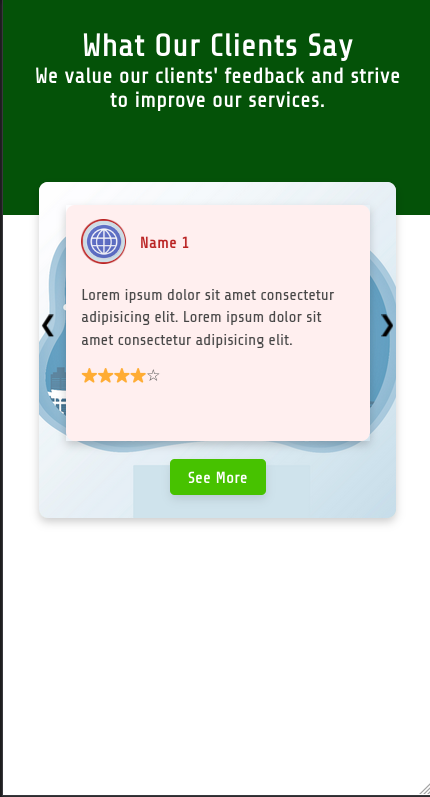 What Our Clients Say
We value our clients' feedback and strive
to improve our services.
Name 1
Lorem ipsum dolor sit amet consectetur
adipisicing elit. Lorem ipsum dolor sit
amet consectetur adipisicing elit.
⭐⭐⭐⭐☆
❮ ❯
See More